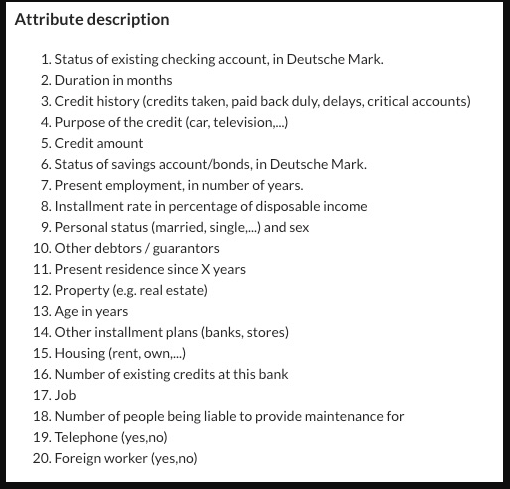 Attribute description
1. Status of existing checking account, in Deutsche Mark.
2. Duration in months
3. Credit history (credits taken, paid back duly, delays, critical accounts)
4. Purpose of the credit (car, television,...)
5. Credit amount
6. Status of savings account/bonds, in Deutsche Mark.
7. Present employment, in number of years.
8. Installment rate in percentage of disposable income
9. Personal status (married, single,...) and sex
10. Other debtors / guarantors
11. Present residence since X years
12. Property (e.g. real estate)
13. Age in years
14. Other installment plans (banks, stores)
15. Housing (rent, own,...)
16. Number of existing credits at this bank
17. Job
18. Number of people being liable to provide maintenance for
19. Telephone (yes,no)
20. Foreign worker (yes,no)